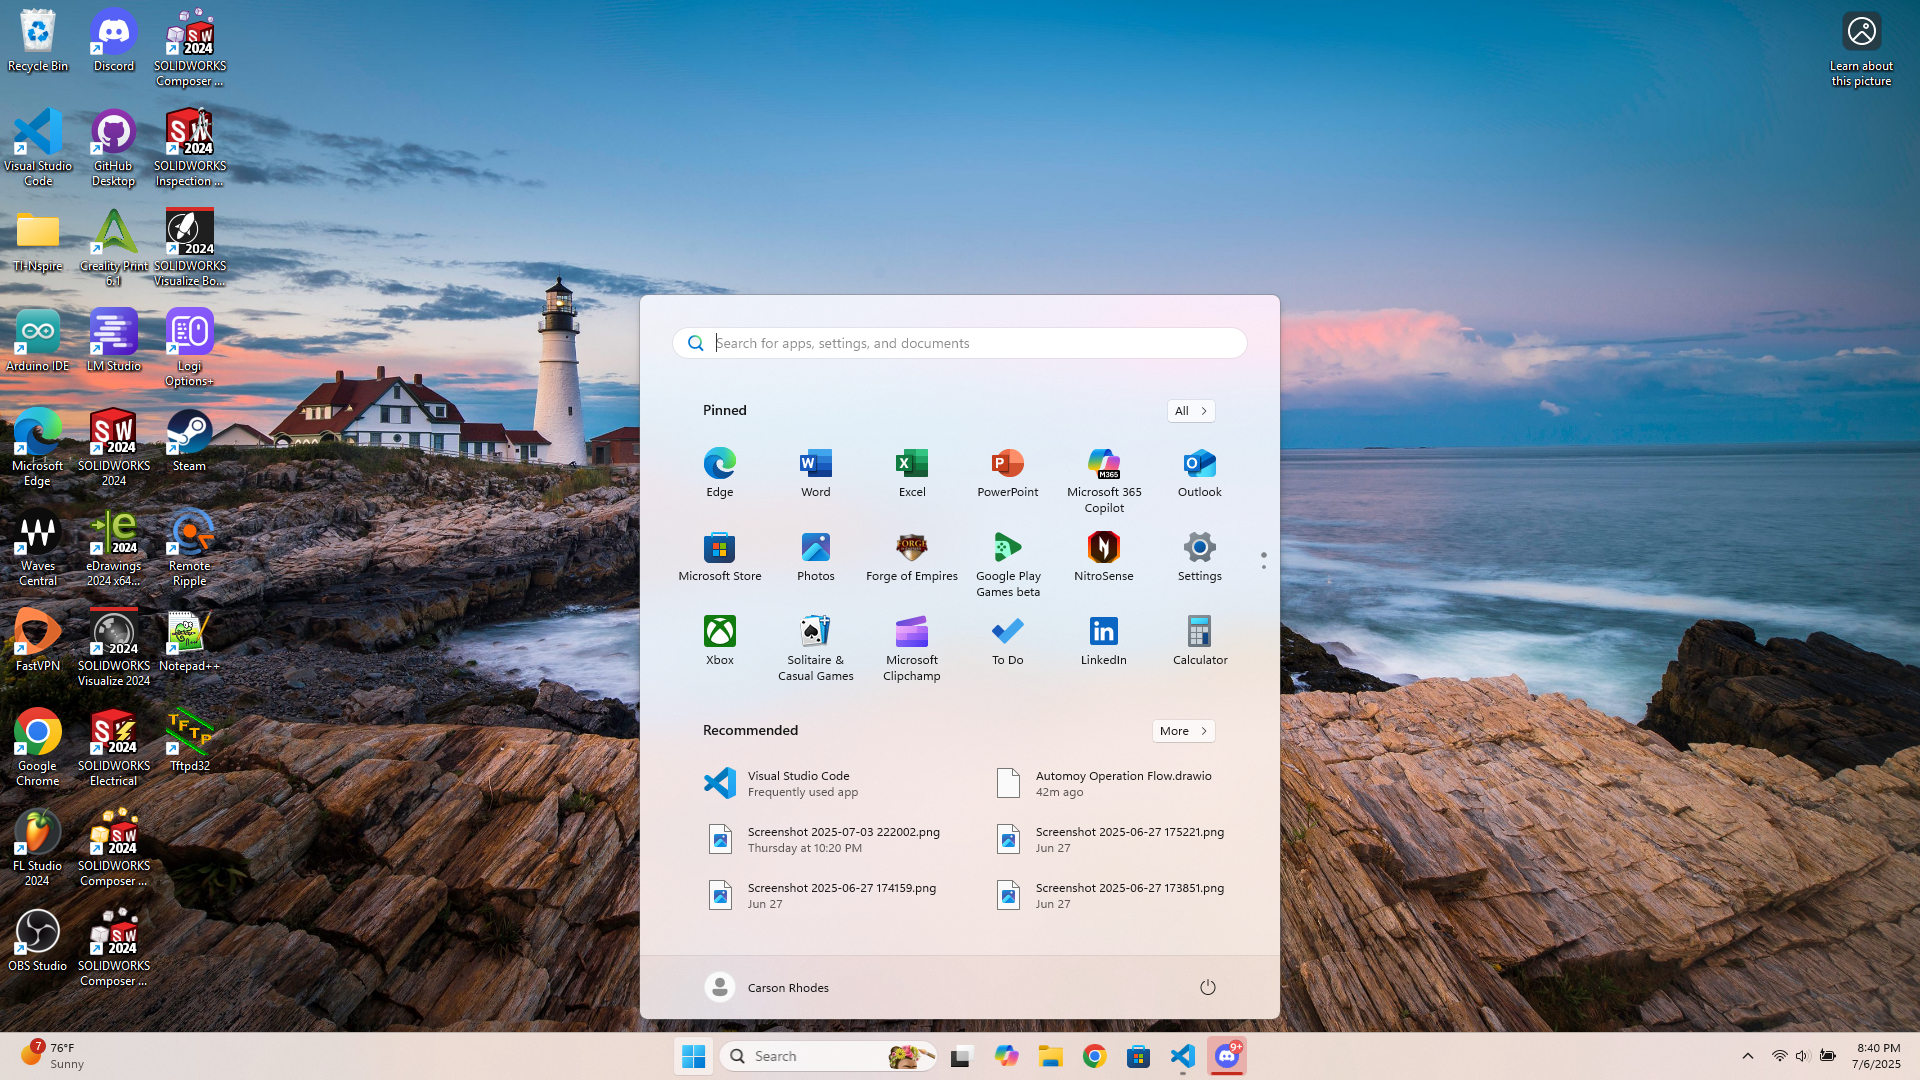 Recycle Bin
Discord
SOLIDWORKS
Composer ...
Visual Studio
Code
GitHub
Desktop
SOLIDWORKS
Inspection ...
TI-Nspire
Creality Print
6.1
SOLIDWORKS
Visualize Bo...
Arduino IDE
LM Studio
Logi
Options+
Microsoft
Edge
SOLIDWORKS
2024
Steam
Waves
Central
eDrawings
2024 x64...
Remote
Ripple
FastVPN
SOLIDWORKS
Visualize 2024
Notepad++
Google
Chrome
SOLIDWORKS
Electrical
Tftpd32
FL Studio
2024
SOLIDWORKS
Composer ...
OBS Studio
SOLIDWORKS
Composer ...
Learn about
this picture
Search for apps, settings, and documents
Pinned
All
Edge
Word
Excel
PowerPoint
Microsoft 365
Copilot
Outlook
Microsoft Store
Photos
Forge of Empires
Google Play
Games beta
NitroSense
Settings
Xbox
Solitaire &
Casual Games
Microsoft
Clipchamp
To Do
LinkedIn
Calculator
Recommended
More
Visual Studio Code
Frequently used app
Automoy Operation Flow.drawio
42m ago
Screenshot 2025-07-03 222002.png
Thursday at 10:20 PM
Screenshot 2025-06-27 175221.png
Jun 27
Screenshot 2025-06-27 174159.png
Jun 27
Screenshot 2025-06-27 173851.png
Jun 27
Carson Rhodes
7
76°F
Sunny
Search
9+
8:40 PM
7/6/2025